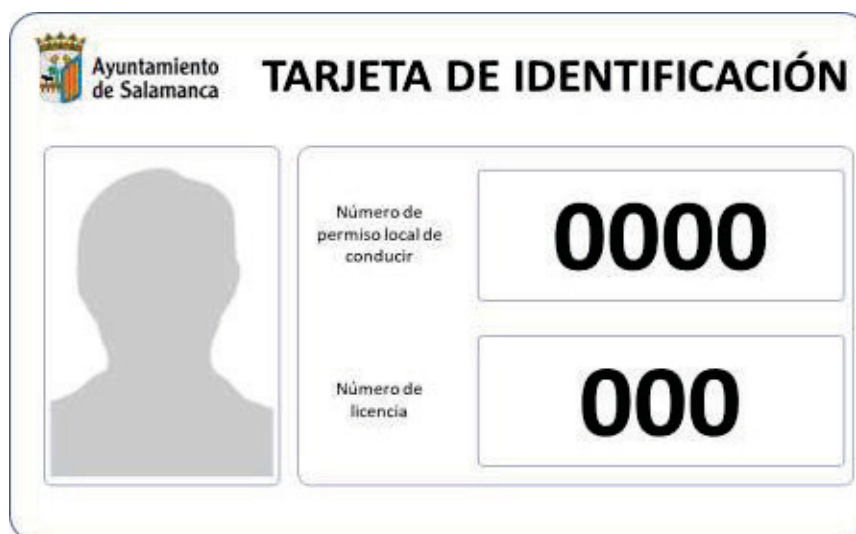 Ayuntamiento
de Salamanca
TARJETA DE IDENTIFICACIÓN
Número de
permiso local de
conducir
0000
Número de
licencia
000